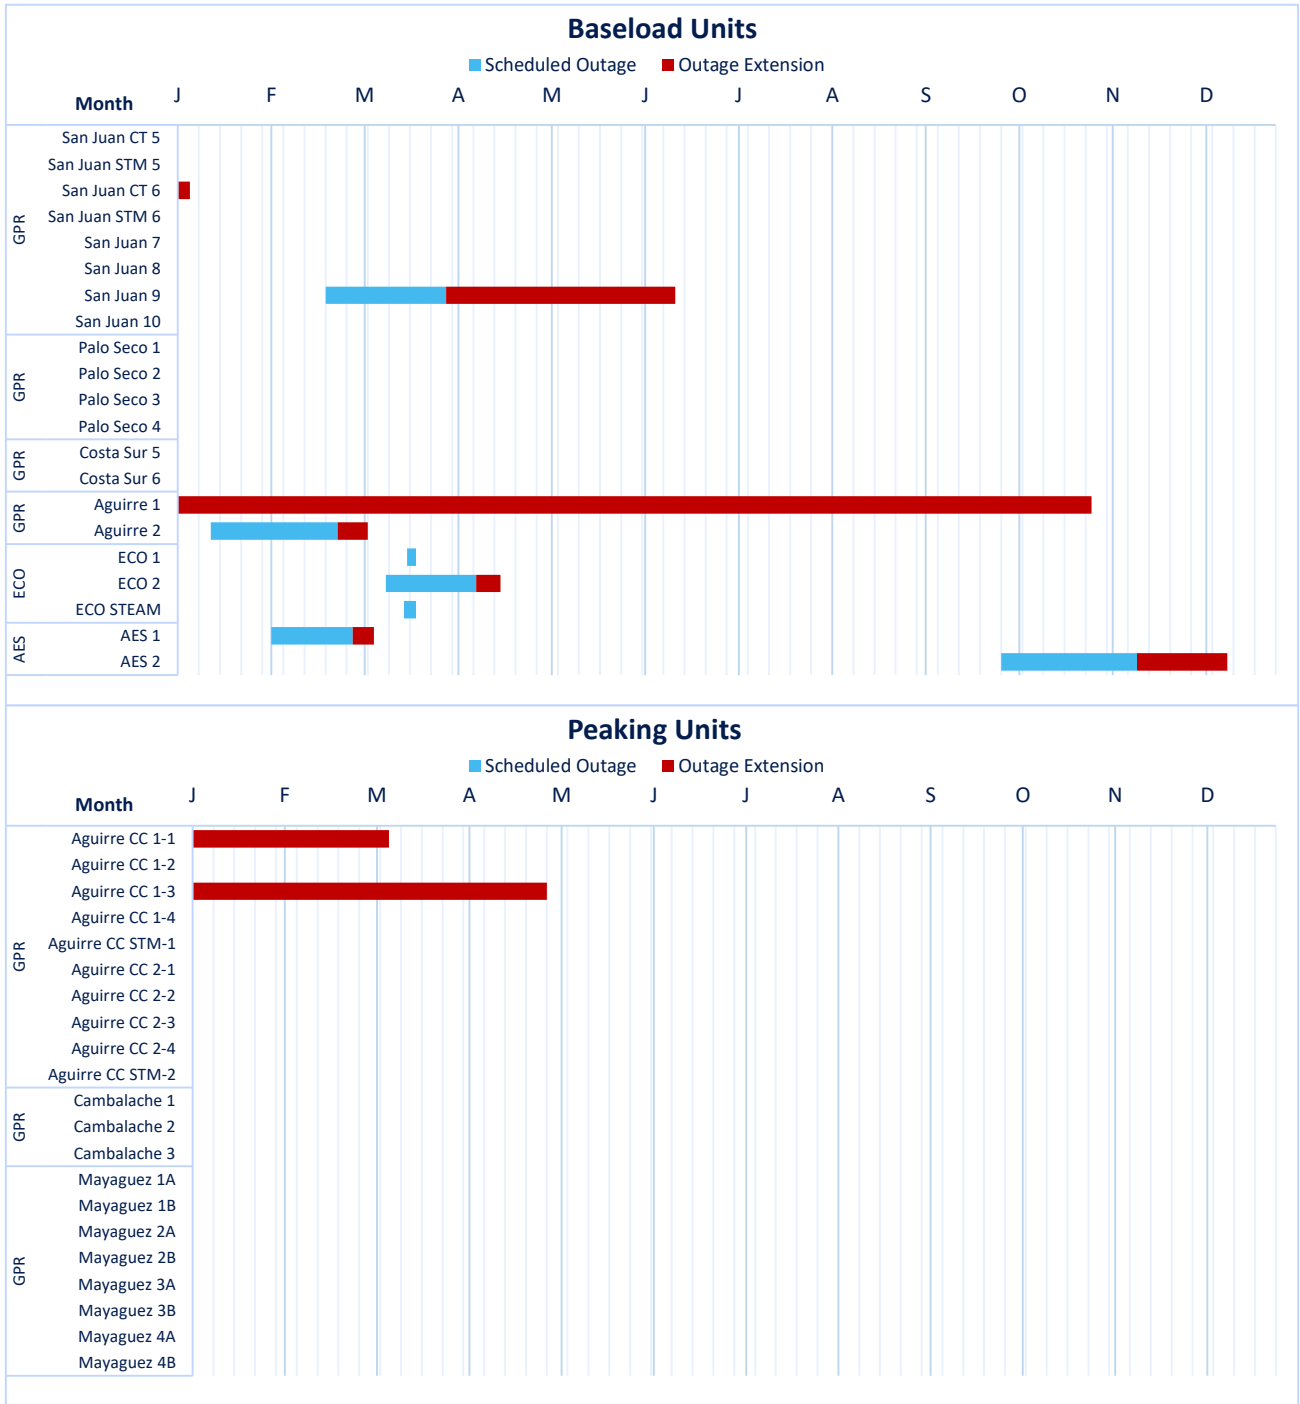 Baseload Units
Scheduled Outage Outage Extension
Month J F M A M J J A S O N D
GPR
San Juan CT 5
San Juan STM 5
San Juan CT 6
San Juan STM 6
San Juan 7
San Juan 8
San Juan 9
San Juan 10
GPR
Palo Seco 1
Palo Seco 2
Palo Seco 3
Palo Seco 4
GPR
Costa Sur 5
Costa Sur 6
GPR
Aguirre 1
Aguirre 2
ECO
ECO 1
ECO 2
ECO STEAM
AES
AES 1
AES 2
Peaking Units
Scheduled Outage Outage Extension
Month J F M A M J J A S O N D
GPR
Aguirre CC 1-1
Aguirre CC 1-2
Aguirre CC 1-3
Aguirre CC 1-4
Aguirre CC STM-1
Aguirre CC 2-1
Aguirre CC 2-2
Aguirre CC 2-3
Aguirre CC 2-4
Aguirre CC STM-2
GPR
Cambalache 1
Cambalache 2
Cambalache 3
GPR
Mayaguez 1A
Mayaguez 1B
Mayaguez 2A
Mayaguez 2B
Mayaguez 3A
Mayaguez 3B
Mayaguez 4A
Mayaguez 4B